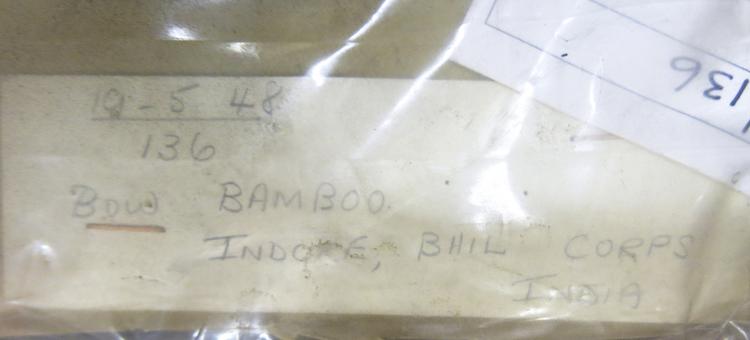 19-5 48
136
BOW BAMBOO.
INDORE, BHIL CORPS
INDIA
136